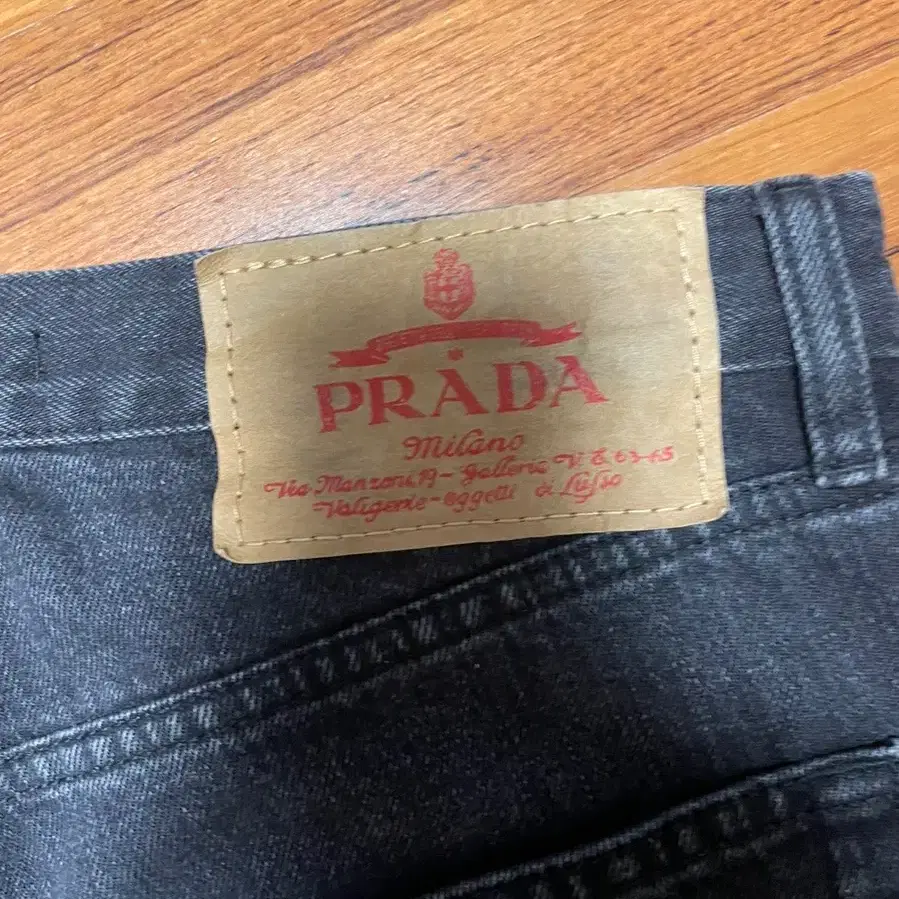 PRADA
Milano
Via Manzoni, 19 - Galleria V. E. 63-65
Valigerie - oggetti di Lusso